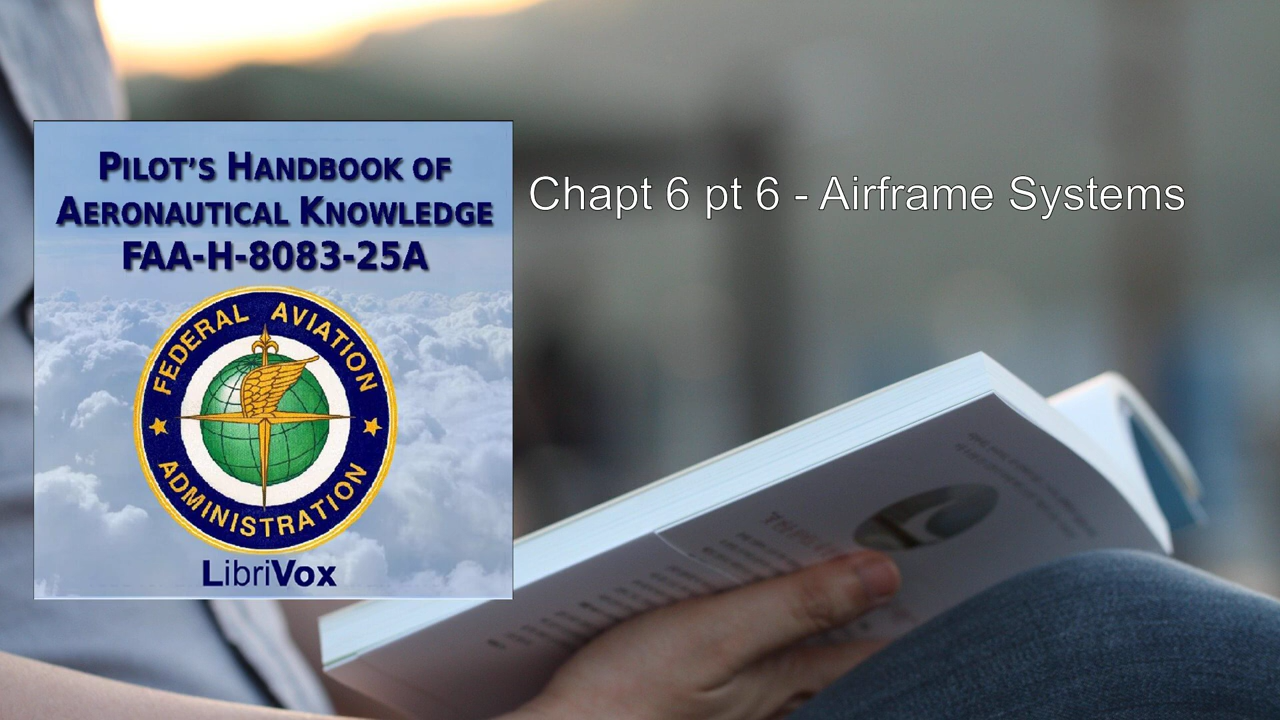 PILOT'S HANDBOOK OF
AERONAUTICAL KNOWLEDGE
FAA-H-8083-25A
FEDERAL AVIATION
ADMINISTRATION
LibriVox
Chapt 6 pt 6 - Airframe Systems